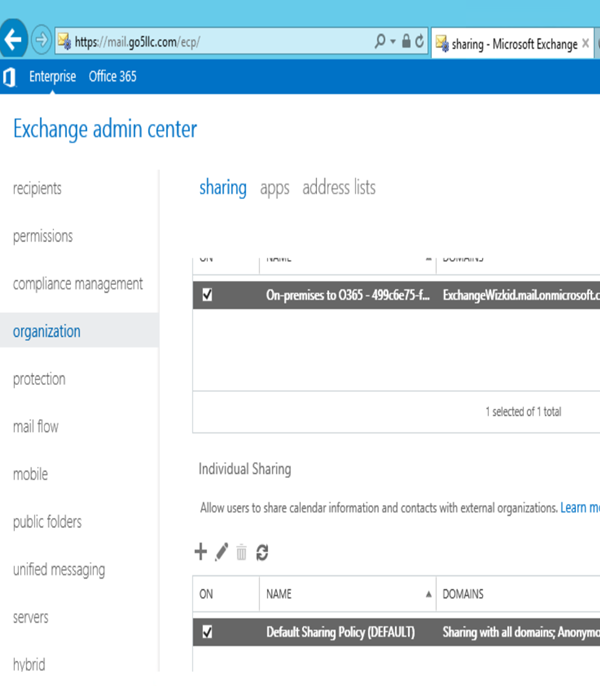 https://mail.go5llc.com/ecp/
sharing - Microsoft Exchange
Enterprise Office 365
Exchange admin center
recipients
permissions
compliance management
organization
protection
mail flow
mobile
public folders
unified messaging
servers
hybrid
sharing apps address lists
ON NAME DOMAINS
On-premises to O365 - 499c6e75-f... ExchangeWizkid.mail.onmicrosoft.c
1 selected of 1 total
Individual Sharing
Allow users to share calendar information and contacts with external organizations. Learn mo
ON NAME DOMAINS
Default Sharing Policy (DEFAULT) Sharing with all domains; Anonymo